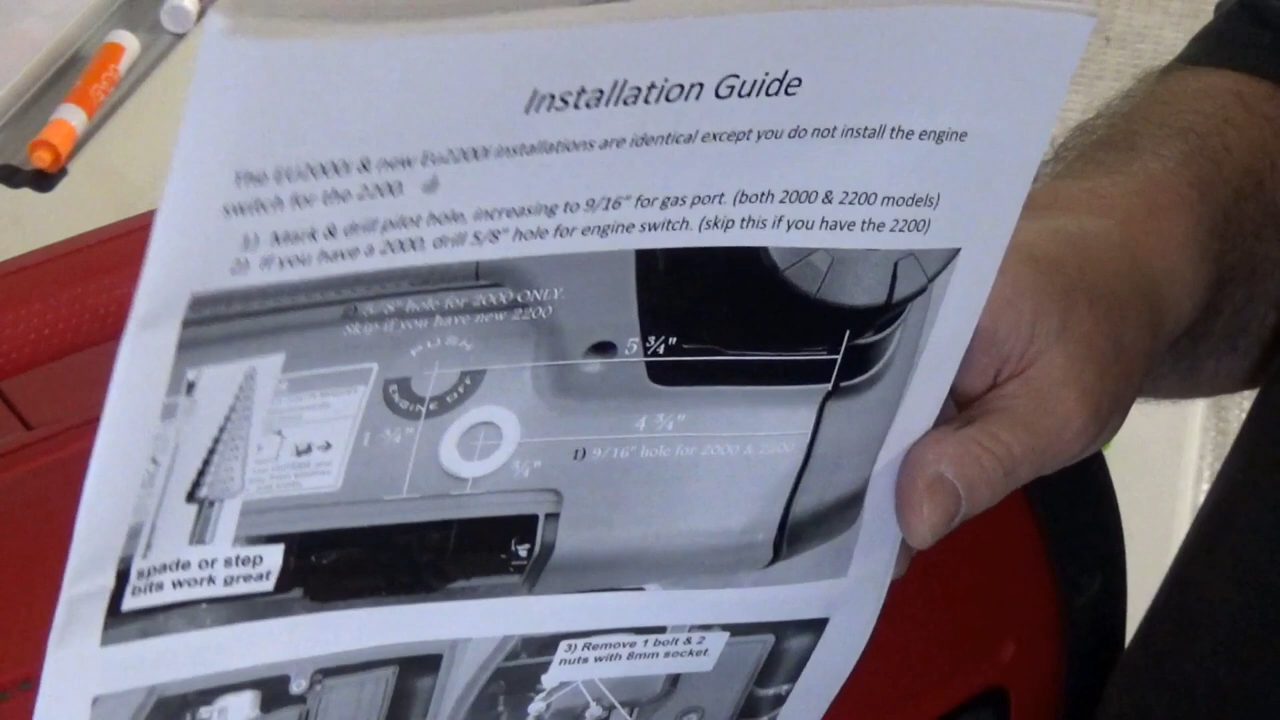 Installation Guide
The EU2000i & new Eu2200i installations are identical except you do not install the engine
switch for the 2200.
1) Mark & drill pilot hole, increasing to 9/16" for gas port. (both 2000 & 2200 models)
2) If you have a 2000, drill 5/8" hole for engine switch. (skip this if you have the 2200)
2) 5/8" hole for 2000 ONLY.
skip if you have new 2200
PUSH
5 ¾"
ENGINE OFF
1 ¾"
4 ¾"
1) 9/16" hole for 2000 & 2200
¾"
spade or step
bits work great
3) Remove 1 bolt & 2
nuts with 8mm socket.